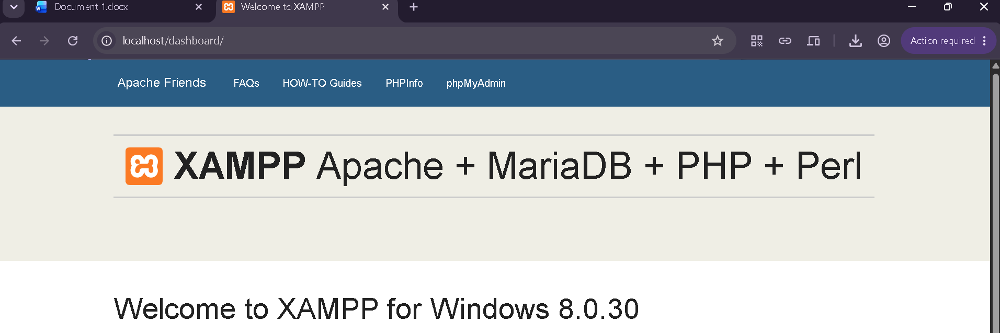 Document 1.docx
Welcome to XAMPP
localhost/dashboard/
Action required
Apache Friends FAQs HOW-TO Guides PHPInfo phpMyAdmin
XAMPP Apache + MariaDB + PHP + Perl
Welcome to XAMPP for Windows 8.0.30